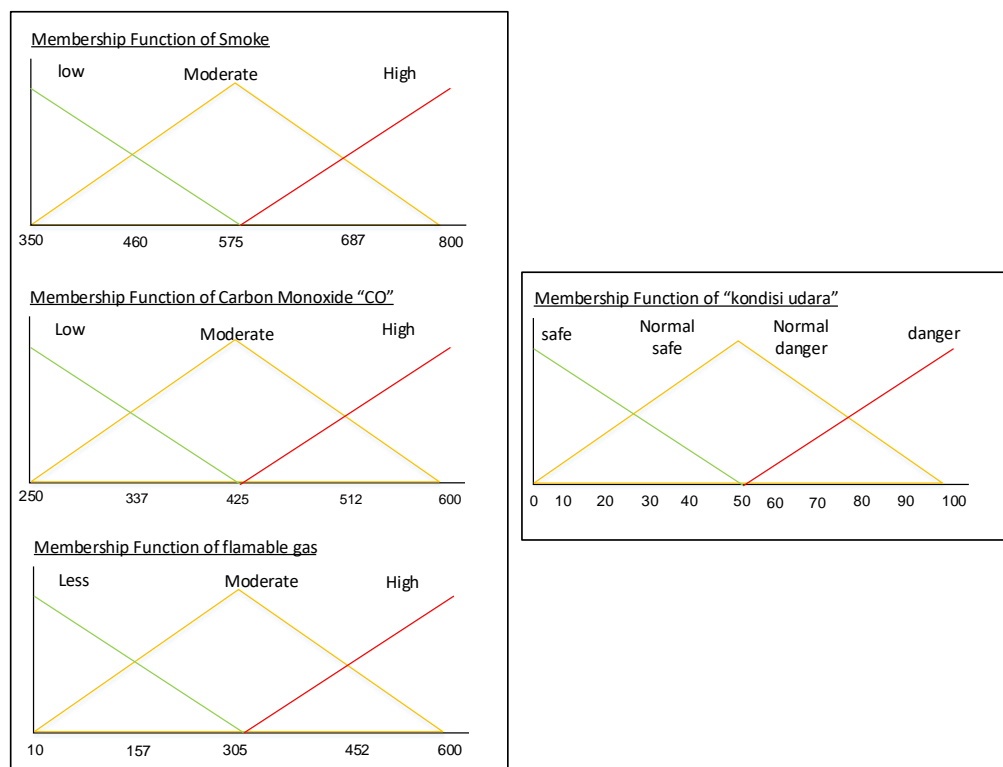 Membership Function of Smoke
low Moderate High
350 460 575 687 800
Membership Function of Carbon Monoxide “CO”
Low Moderate High
250 337 425 512 600
Membership Function of flamable gas
Less Moderate High
10 157 305 452 600
Membership Function of “kondisi udara”
safe Normal safe Normal danger danger
0 10 20 30 40 50 60 70 80 90 100